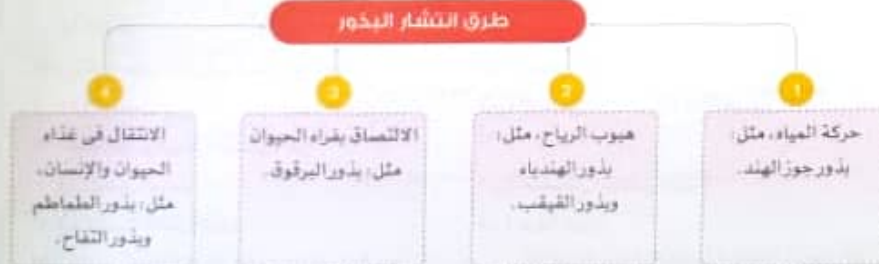 طرق انتشار البذور
1
حركة المياه، مثل:
بذور جوز الهند.
2
هبوب الرياح، مثل:
بذور الهندباء
وبذور القيقب.
3
الالتصاق بفراء الحيوان
مثل: بذور البرقوق.
4
الانتقال في غذاء
الحيوان والإنسان،
مثل: بذور الطماطم
وبذور التفاح.